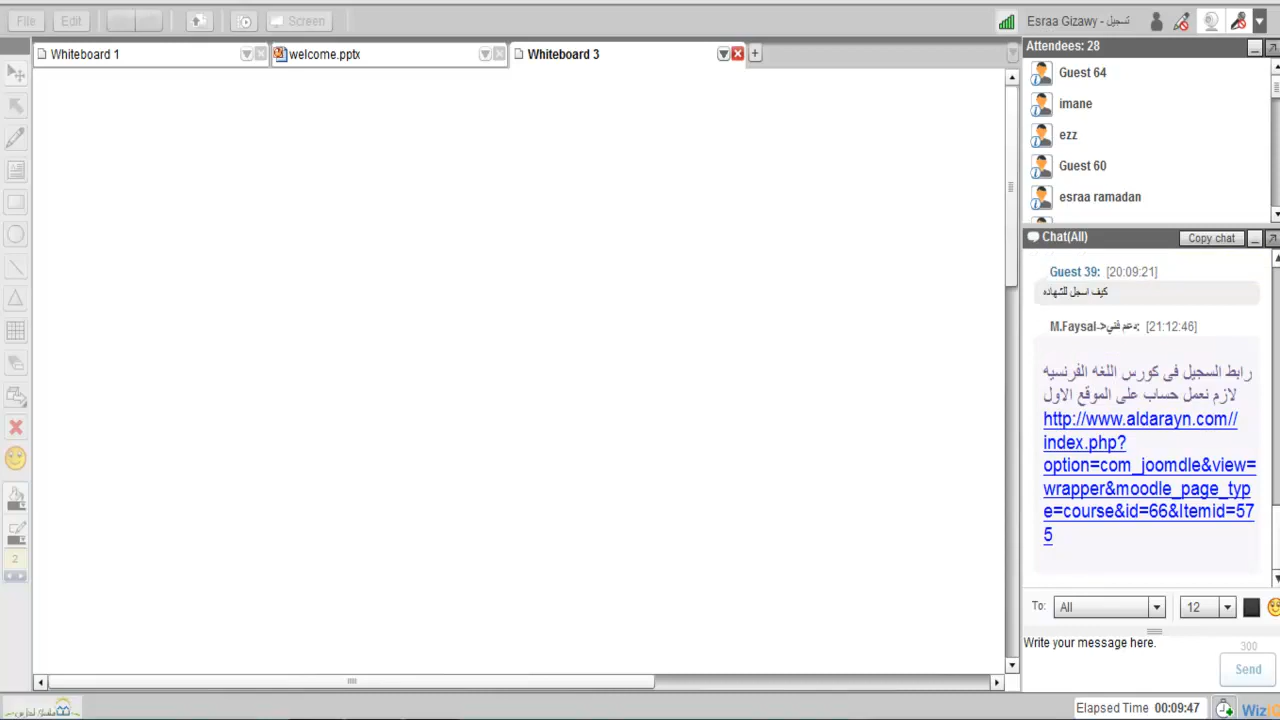 File Edit Screen
Esraa Gizawy - تسجيل
Whiteboard 1 welcome.pptx Whiteboard 3
Attendees: 28
Guest 64
imane
ezz
Guest 60
esraa ramadan
Chat(All) Copy chat
Guest 39: [20:09:21]
كيف اسجل للشهاده
M.Faysal->دعم فني: [21:12:46]
رابط السجيل فى كورس اللغه الفرنسيه
لازم نعمل حساب على الموقع الاول
http://www.aldarayn.com//
index.php?
option=com_joomdle&view=
wrapper&moodle_page_typ
e=course&id=66&Itemid=57
5
To: All 12
Write your message here.
300
Send
2
Elapsed Time 00:09:47